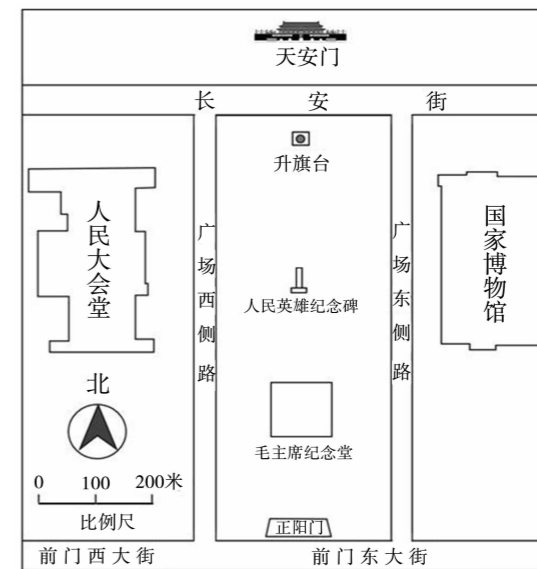 天安门
长安街
升旗台
人民大会堂
广场西侧路
人民英雄纪念碑
广场东侧路
国家博物馆
北
毛主席纪念堂
0 100 200米
比例尺
正阳门
前门西大街
前门东大街